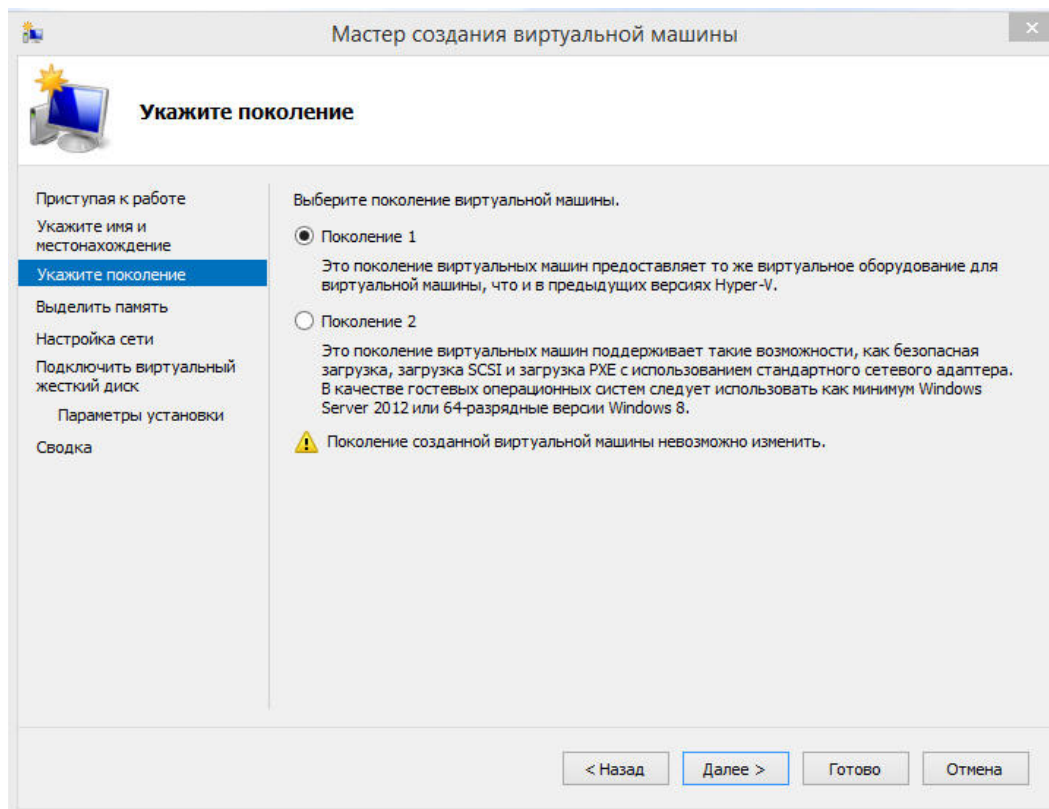 Мастер создания виртуальной машины
Укажите поколение
Приступая к работе
Укажите имя и
местонахождение
Укажите поколение
Выделить память
Настройка сети
Подключить виртуальный
жесткий диск
Параметры установки
Сводка
Выберите поколение виртуальной машины.
Поколение 1
Это поколение виртуальных машин предоставляет то же виртуальное оборудование для
виртуальной машины, что и в предыдущих версиях Hyper-V.
Поколение 2
Это поколение виртуальных машин поддерживает такие возможности, как безопасная
загрузка, загрузка SCSI и загрузка PXE с использованием стандартного сетевого адаптера.
В качестве гостевых операционных систем следует использовать как минимум Windows
Server 2012 или 64-разрядные версии Windows 8.
Поколение созданной виртуальной машины невозможно изменить.
< Назад
Далее >
Готово
Отмена